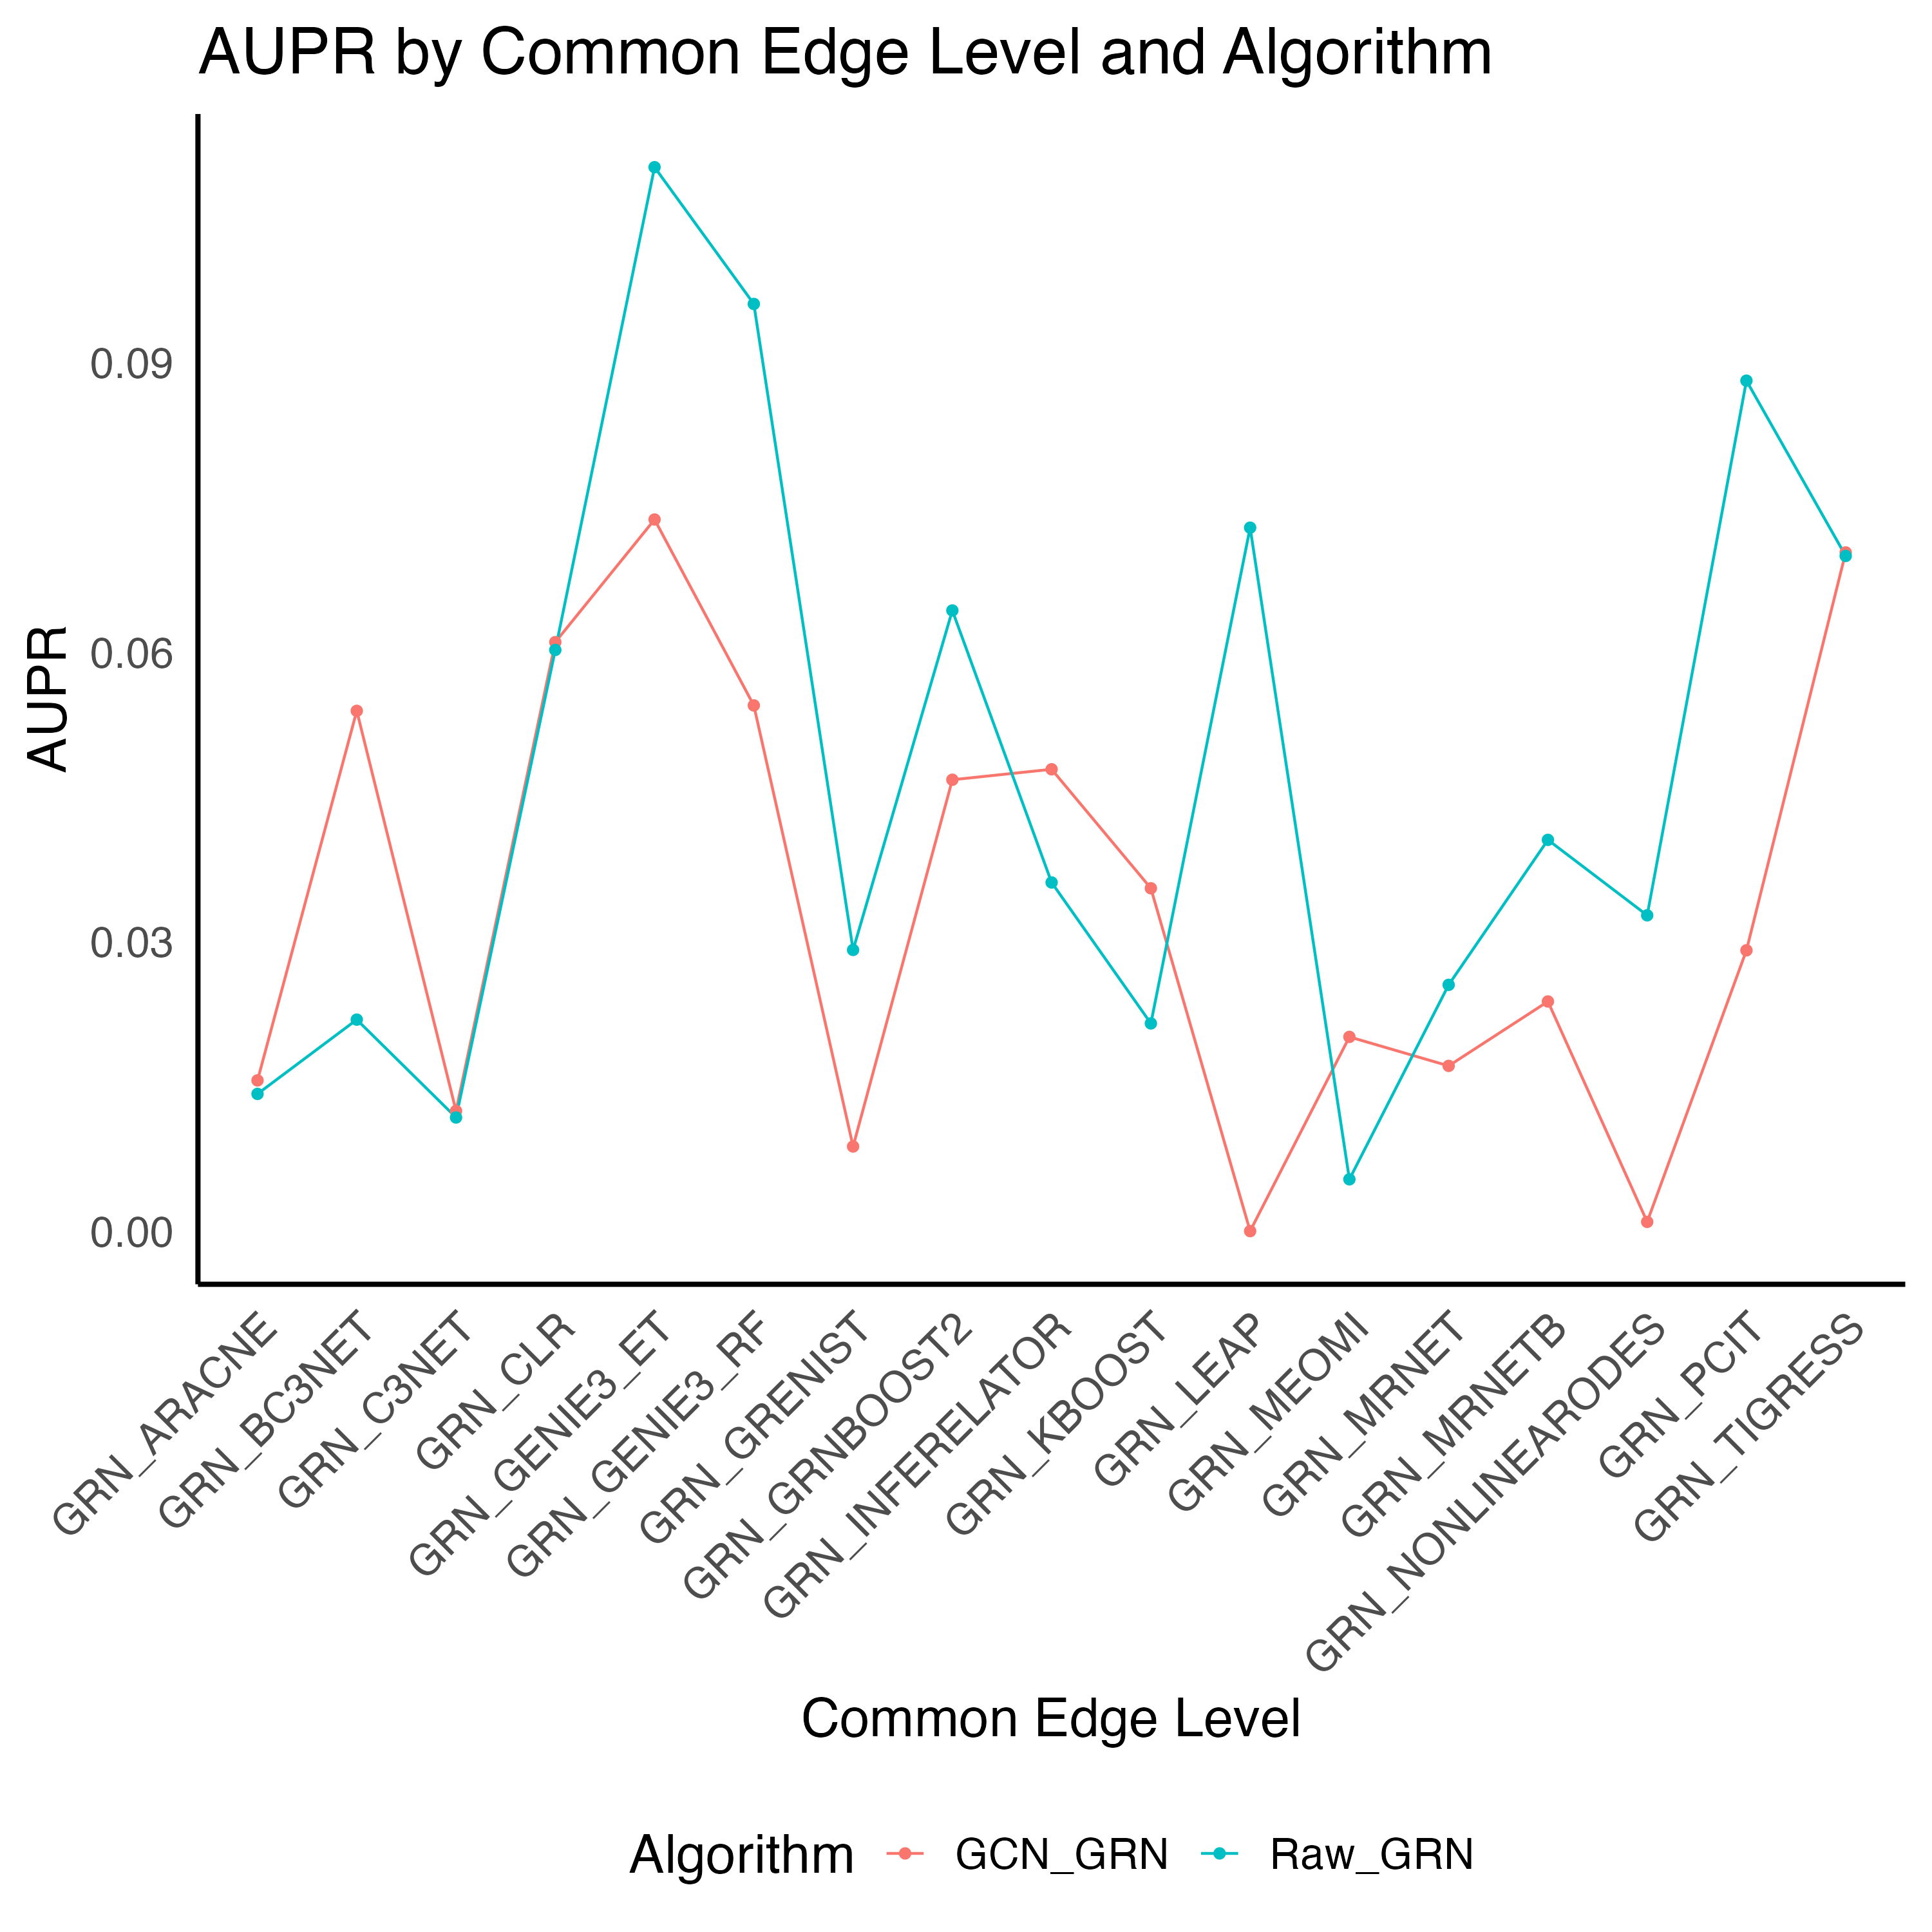 AUPR by Common Edge Level and Algorithm
AUPR
0.09
0.06
0.03
0.00
GRN_ARACNE
GRN_BC3NET
GRN_C3NET
GRN_CLR
GRN_GENIE3_ET
GRN_GENIE3_RF
GRN_GRENIST
GRN_GRNBOOST2
GRN_INFERELATOR
GRN_KBOOST
GRN_LEAP
GRN_MEOMI
GRN_MRNET
GRN_MRNETB
GRN_NONLINEARODES
GRN_PCIT
GRN_TIGRESS
Common Edge Level
Algorithm GCN_GRN Raw_GRN